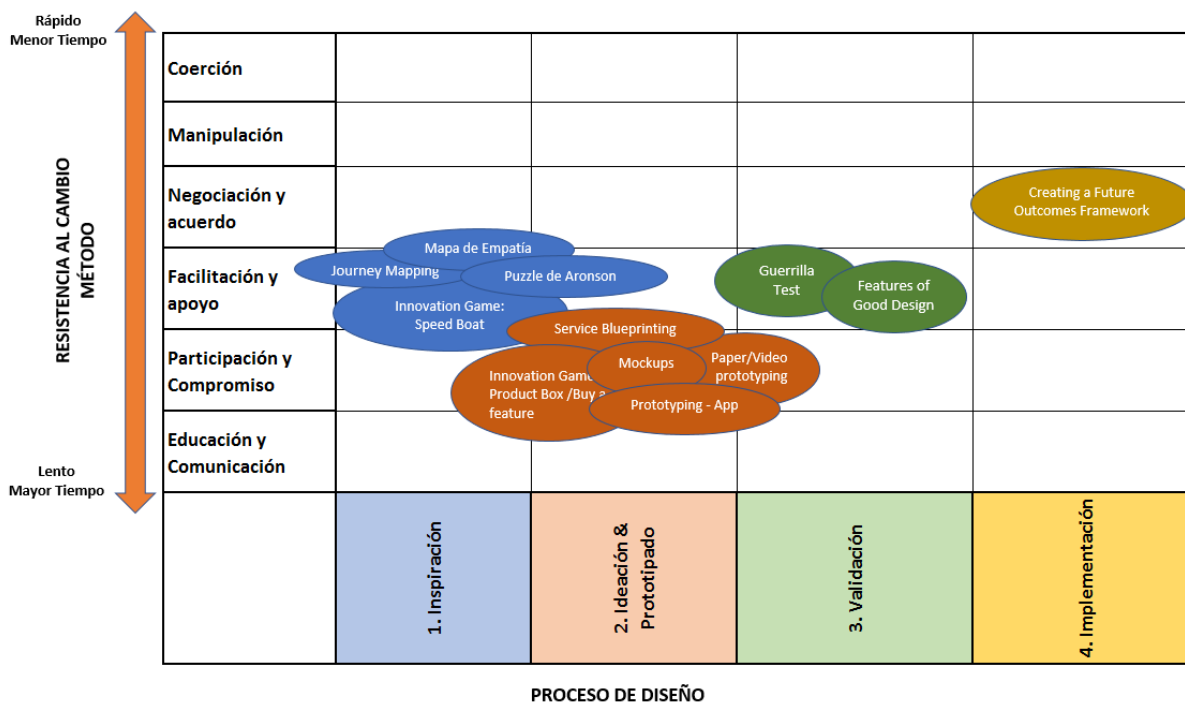 Rápido
Menor Tiempo
RESISTENCIA AL CAMBIO
MÉTODO
Lento
Mayor Tiempo
Coerción
Manipulación
Negociación y
acuerdo
Creating a Future
Outcomes Framework
Facilitación y
apoyo
Mapa de Empatía
Journey Mapping
Puzzle de Aronson
Innovation Game:
Speed Boat
Guerrilla
Test
Features of
Good Design
Participación y
Compromiso
Service Blueprinting
Mockups
Paper/Video
prototyping
Innovation Game
Product Box /Buy a
feature
Prototyping - App
Educación y
Comunicación
1. Inspiración
2. Ideación &
Prototipado
3. Validación
4. Implementación
PROCESO DE DISEÑO